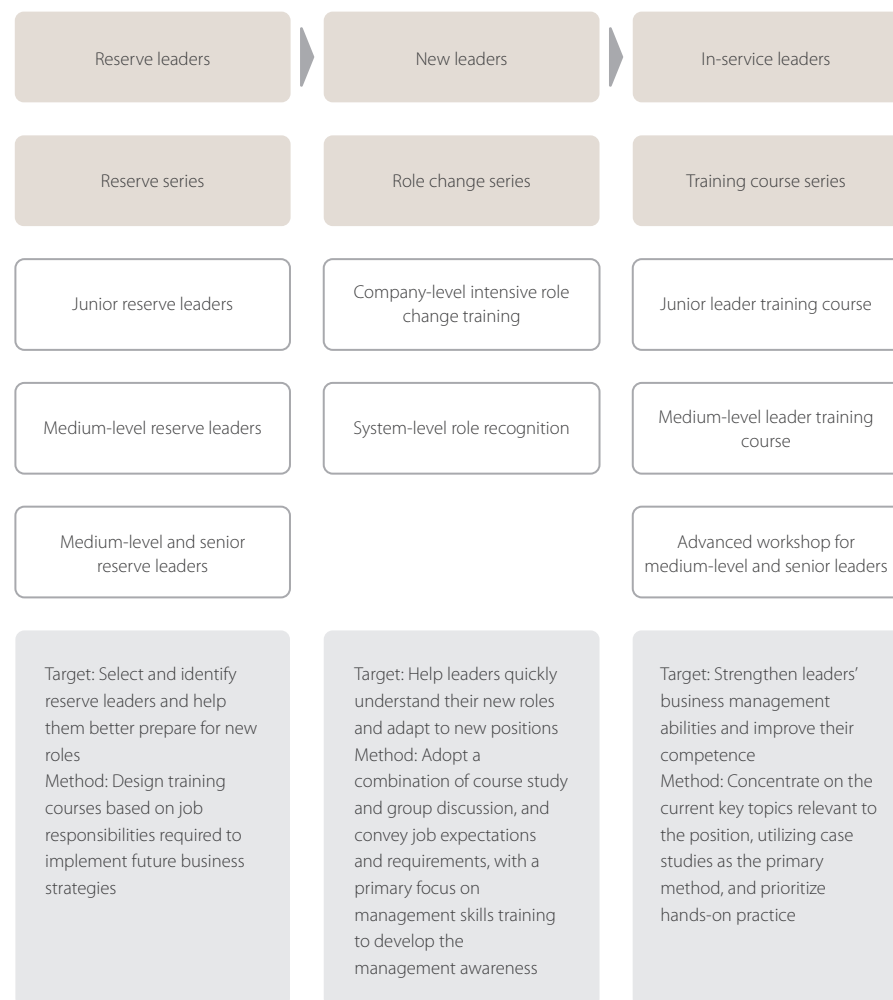 Reserve leaders
New leaders
In-service leaders
Reserve series
Role change series
Training course series
Junior reserve leaders
Company-level intensive role
change training
Junior leader training course
Medium-level reserve leaders
System-level role recognition
Medium-level leader training
course
Medium-level and senior
reserve leaders
Advanced workshop for
medium-level and senior leaders
Target: Select and identify
reserve leaders and help
them better prepare for new
roles
Method: Design training
courses based on job
responsibilities required to
implement future business
strategies
Target: Help leaders quickly
understand their new roles
and adapt to new positions
Method: Adopt a
combination of course study
and group discussion, and
convey job expectations
and requirements, with a
primary focus on
management skills training
to develop the
management awareness
Target: Strengthen leaders’
business management
abilities and improve their
competence
Method: Concentrate on the
current key topics relevant to
the position, utilizing case
studies as the primary
method, and prioritize
hands-on practice